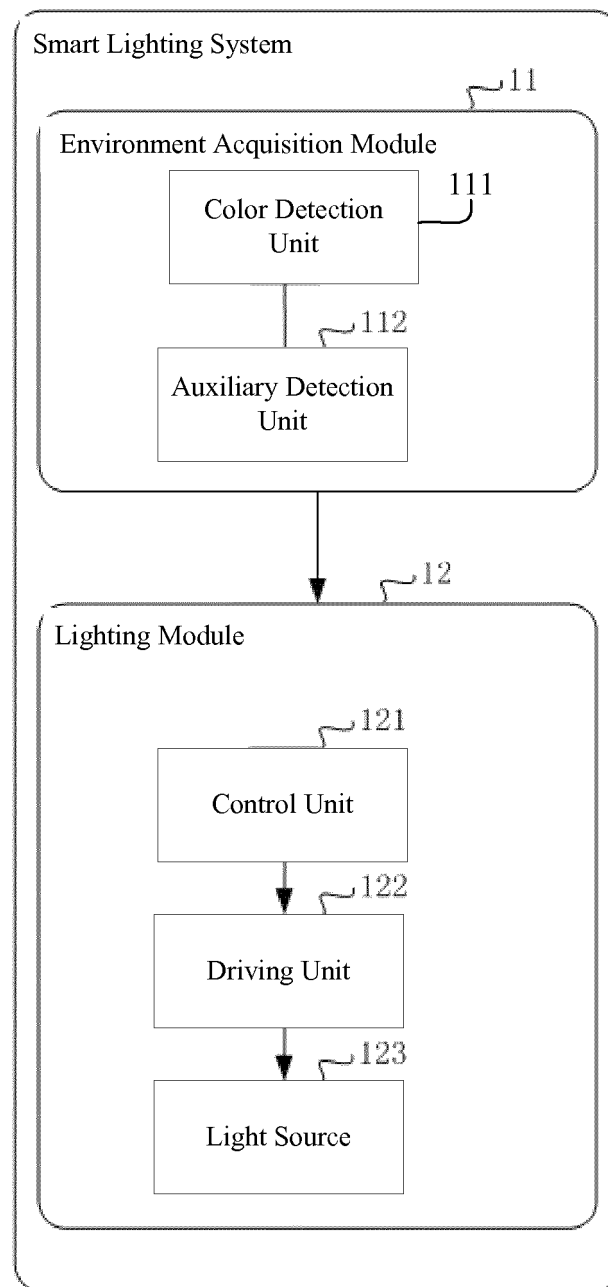 Smart Lighting System
11
Environment Acquisition Module
111
Color Detection
Unit
112
Auxiliary Detection
Unit
12
Lighting Module
121
Control Unit
122
Driving Unit
123
Light Source